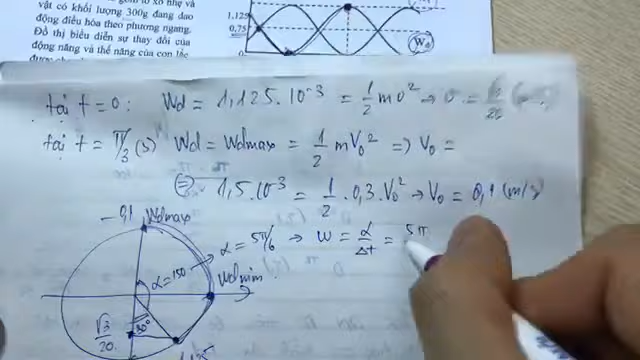 vật có khối lượng 300g đang dao
động điều hòa theo phương ngang.
Đồ thị biểu diễn sự thay đổi của
động năng và thế năng của con lắc
1,125
0,75
0
Wđ
tại t=0: Wđ = 1,125.10⁻³ = 1/2 mv² → v = √3/20
tại t = π/3 (s) Wđ = Wđmax = 1/2 mV₀² => V₀ =
1,5.10⁻³ = 1/2 . 0,3. V₀² → V₀ = 0,1 (m/s)
-0,1 Wđmax
α = 150 → α = 5π/6 → W = α/Δt = 5π
Wđmin
√3/20 30°